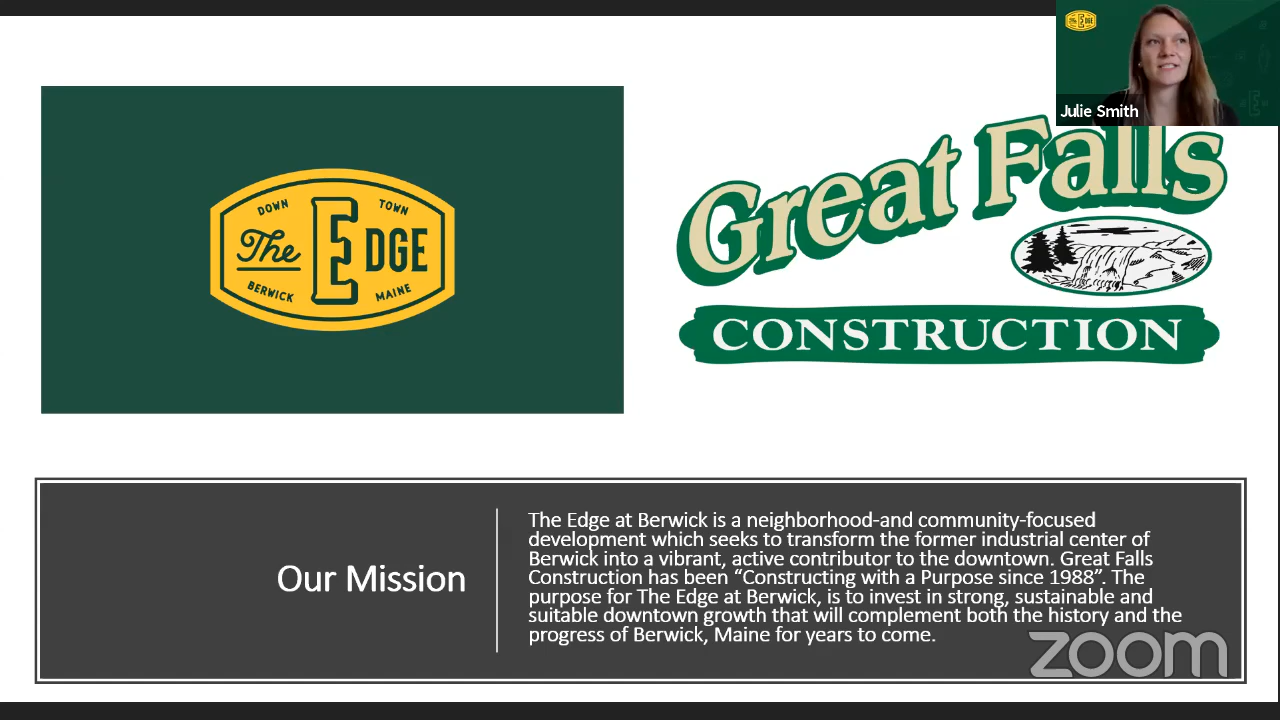 The EDGE
Julie Smith
DOWN TOWN
The EDGE
BERWICK MAINE
Great Falls
CONSTRUCTION
Our Mission
The Edge at Berwick is a neighborhood-and community-focused
development which seeks to transform the former industrial center of
Berwick into a vibrant, active contributor to the downtown. Great Falls
Construction has been “Constructing with a Purpose since 1988”. The
purpose for The Edge at Berwick, is to invest in strong, sustainable and
suitable downtown growth that will complement both the history and the
progress of Berwick, Maine for years to come.
zoom